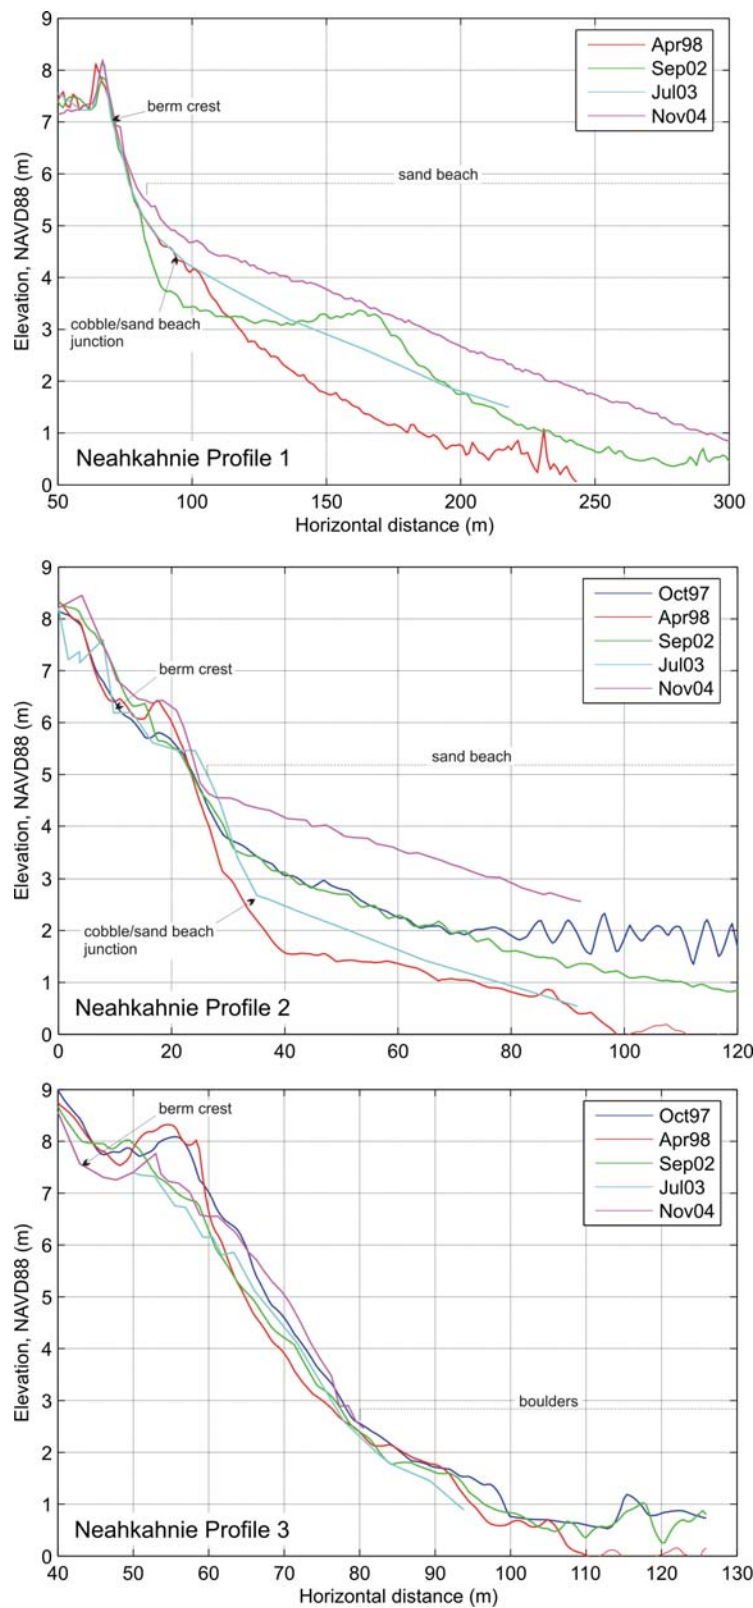 9
8
7
6
5
4
3
2
1
0
Elevation, NAVD88 (m)
Apr98
Sep02
Jul03
Nov04
berm crest
sand beach
cobble/sand beach
junction
Neahkahnie Profile 1
50
100
150
200
250
300
Horizontal distance (m)
9
8
7
6
5
4
3
2
1
0
Elevation, NAVD88 (m)
Oct97
Apr98
Sep02
Jul03
Nov04
berm crest
sand beach
cobble/sand beach
junction
Neahkahnie Profile 2
0
20
40
60
80
100
120
9
8
7
6
5
4
3
2
1
0
Elevation, NAVD88 (m)
berm crest
Oct97
Apr98
Sep02
Jul03
Nov04
boulders
Neahkahnie Profile 3
40
50
60
70
80
90
100
110
120
130
Horizontal distance (m)